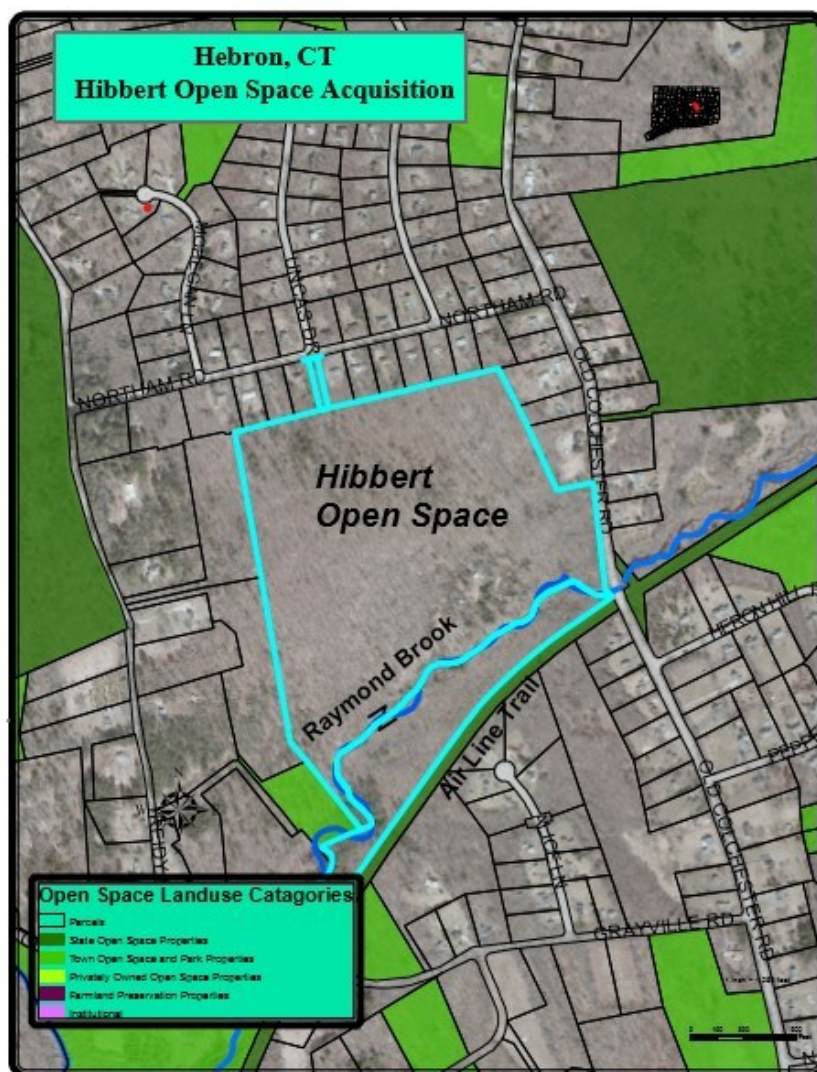 Hebron, CT
Hibbert Open Space Acquisition
UNCAS DR
NORTHAM RD
NORTHAM RD
OLD COLCHESTER RD
Hibbert
Open Space
Raymond Brook
Air Line Trail
HERON HILL
OLD COLCHESTER RD
GRAYVILLE RD
N
W
Open Space Landuse Catagories
Parcels
State Open Space Properties
Town Open Space and Park Properties
Privately Owned Open Space Properties
Farmland Preservation Properties
Institutional
0